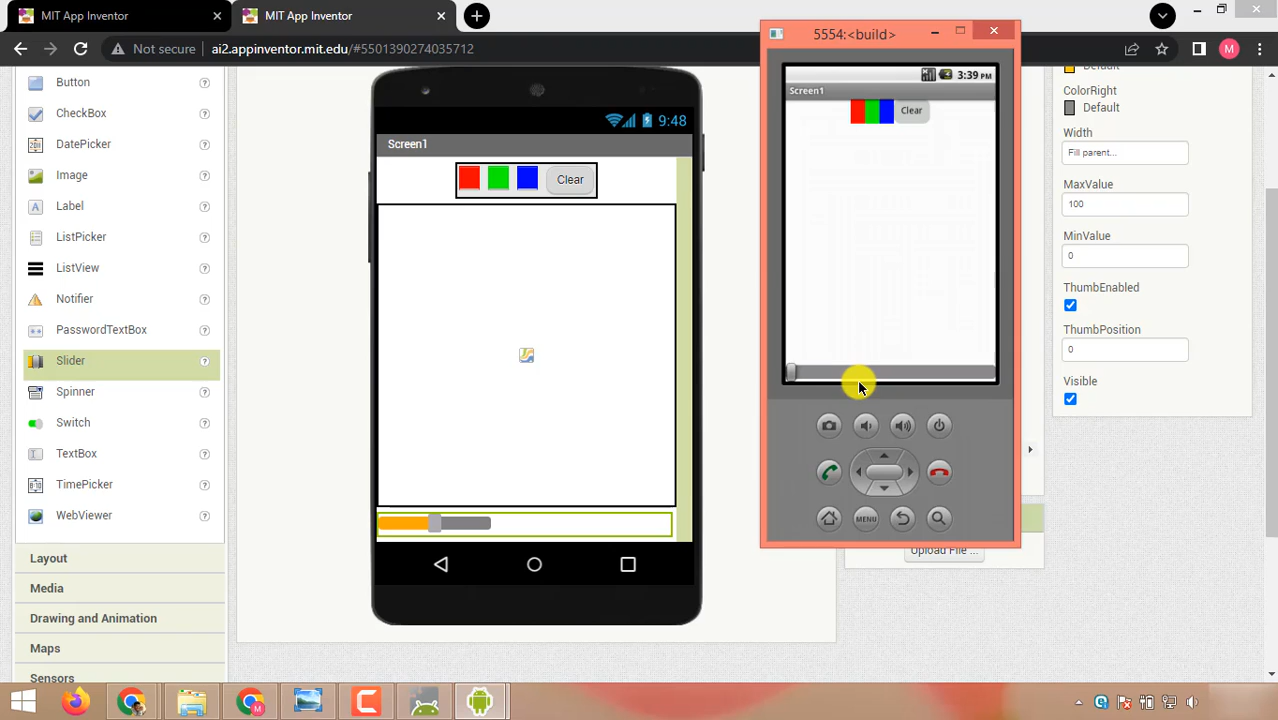 MIT App Inventor
MIT App Inventor
Not secure
ai2.appinventor.mit.edu/#5501390274035712
M
Button
CheckBox
DatePicker
Image
Label
ListPicker
ListView
Notifier
PasswordTextBox
Slider
Spinner
Switch
TextBox
TimePicker
WebViewer
Layout
Media
Drawing and Animation
Maps
Sensors
9:48
Screen1
Clear
5554:<build>
3:39 PM
Screen1
Clear
MENU
Upload File ...
Default
ColorRight
Default
Width
Fill parent...
MaxValue
100
MinValue
0
ThumbEnabled
ThumbPosition
0
Visible